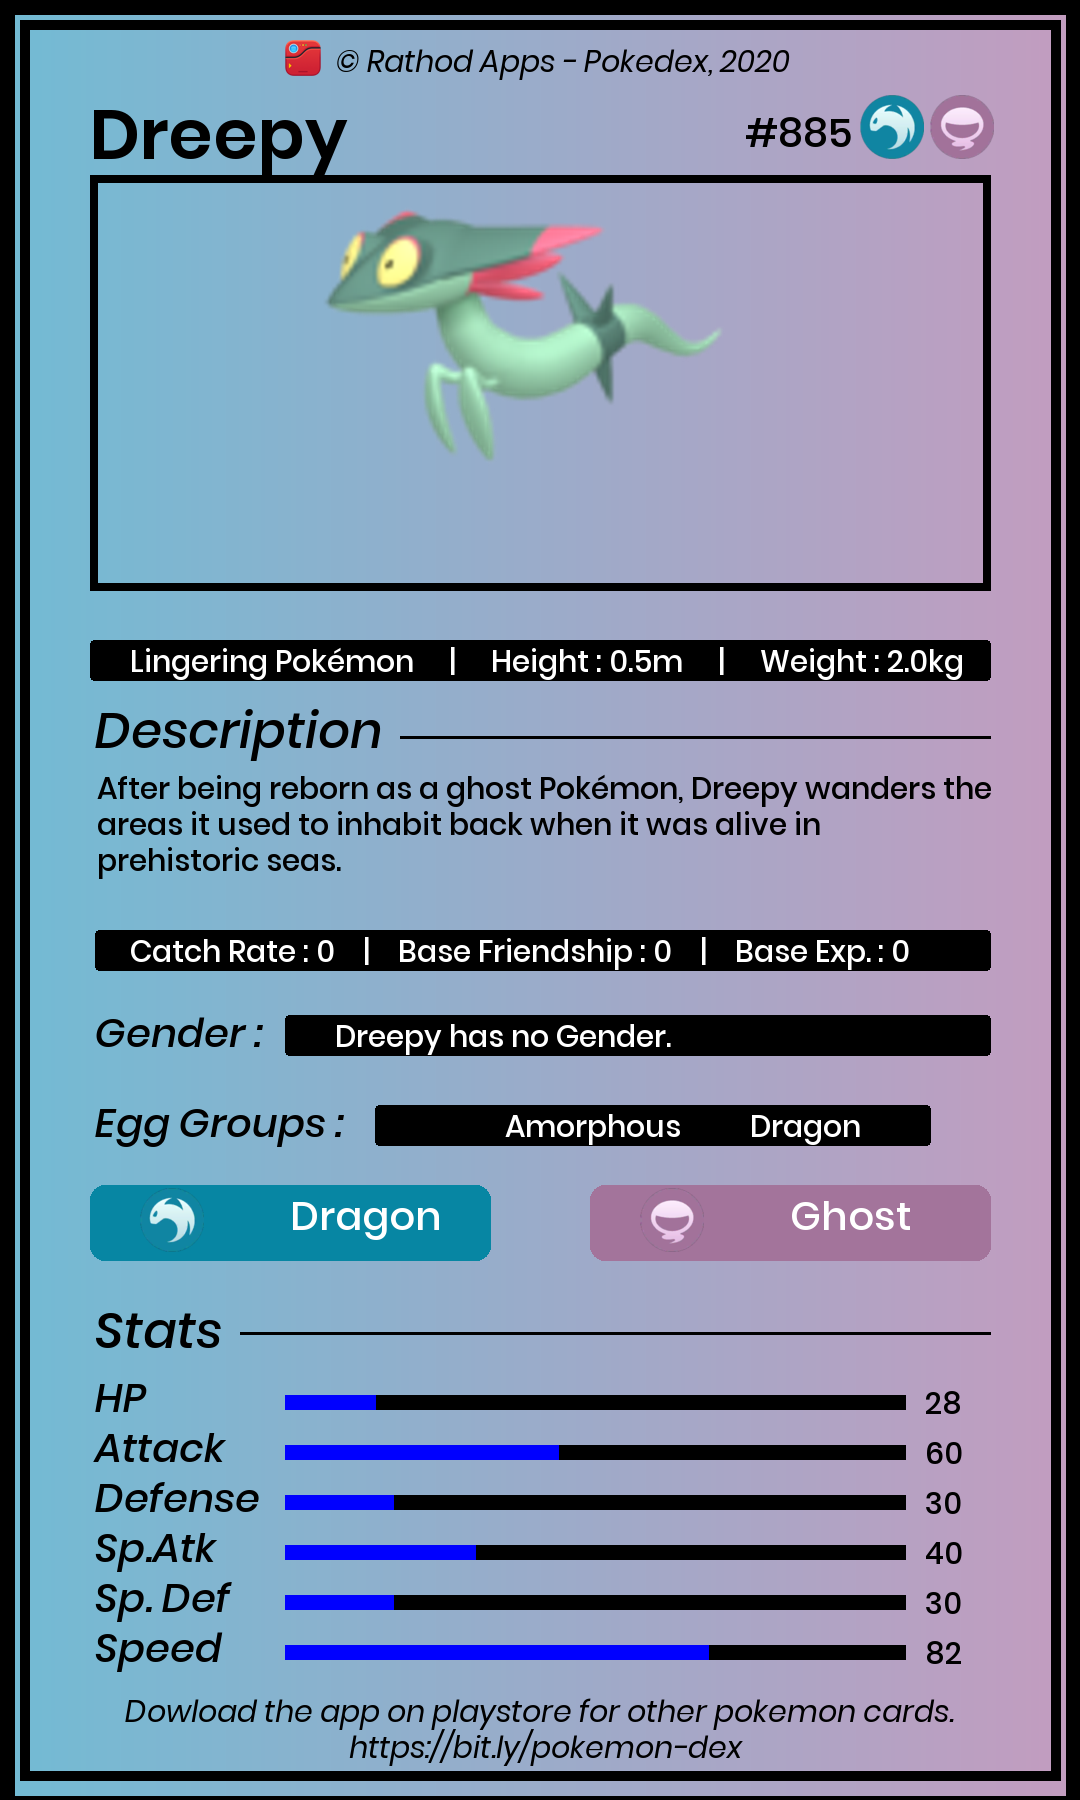 © Rathod Apps - Pokedex, 2020
Dreepy #885
Lingering Pokémon | Height : 0.5m | Weight : 2.0kg
Description
After being reborn as a ghost Pokémon, Dreepy wanders the
areas it used to inhabit back when it was alive in
prehistoric seas.
Catch Rate : 0 | Base Friendship : 0 | Base Exp. : 0
Gender : Dreepy has no Gender.
Egg Groups : Amorphous Dragon
Dragon Ghost
Stats
HP 28
Attack 60
Defense 30
Sp.Atk 40
Sp. Def 30
Speed 82
Dowload the app on playstore for other pokemon cards.
https://bit.ly/pokemon-dex